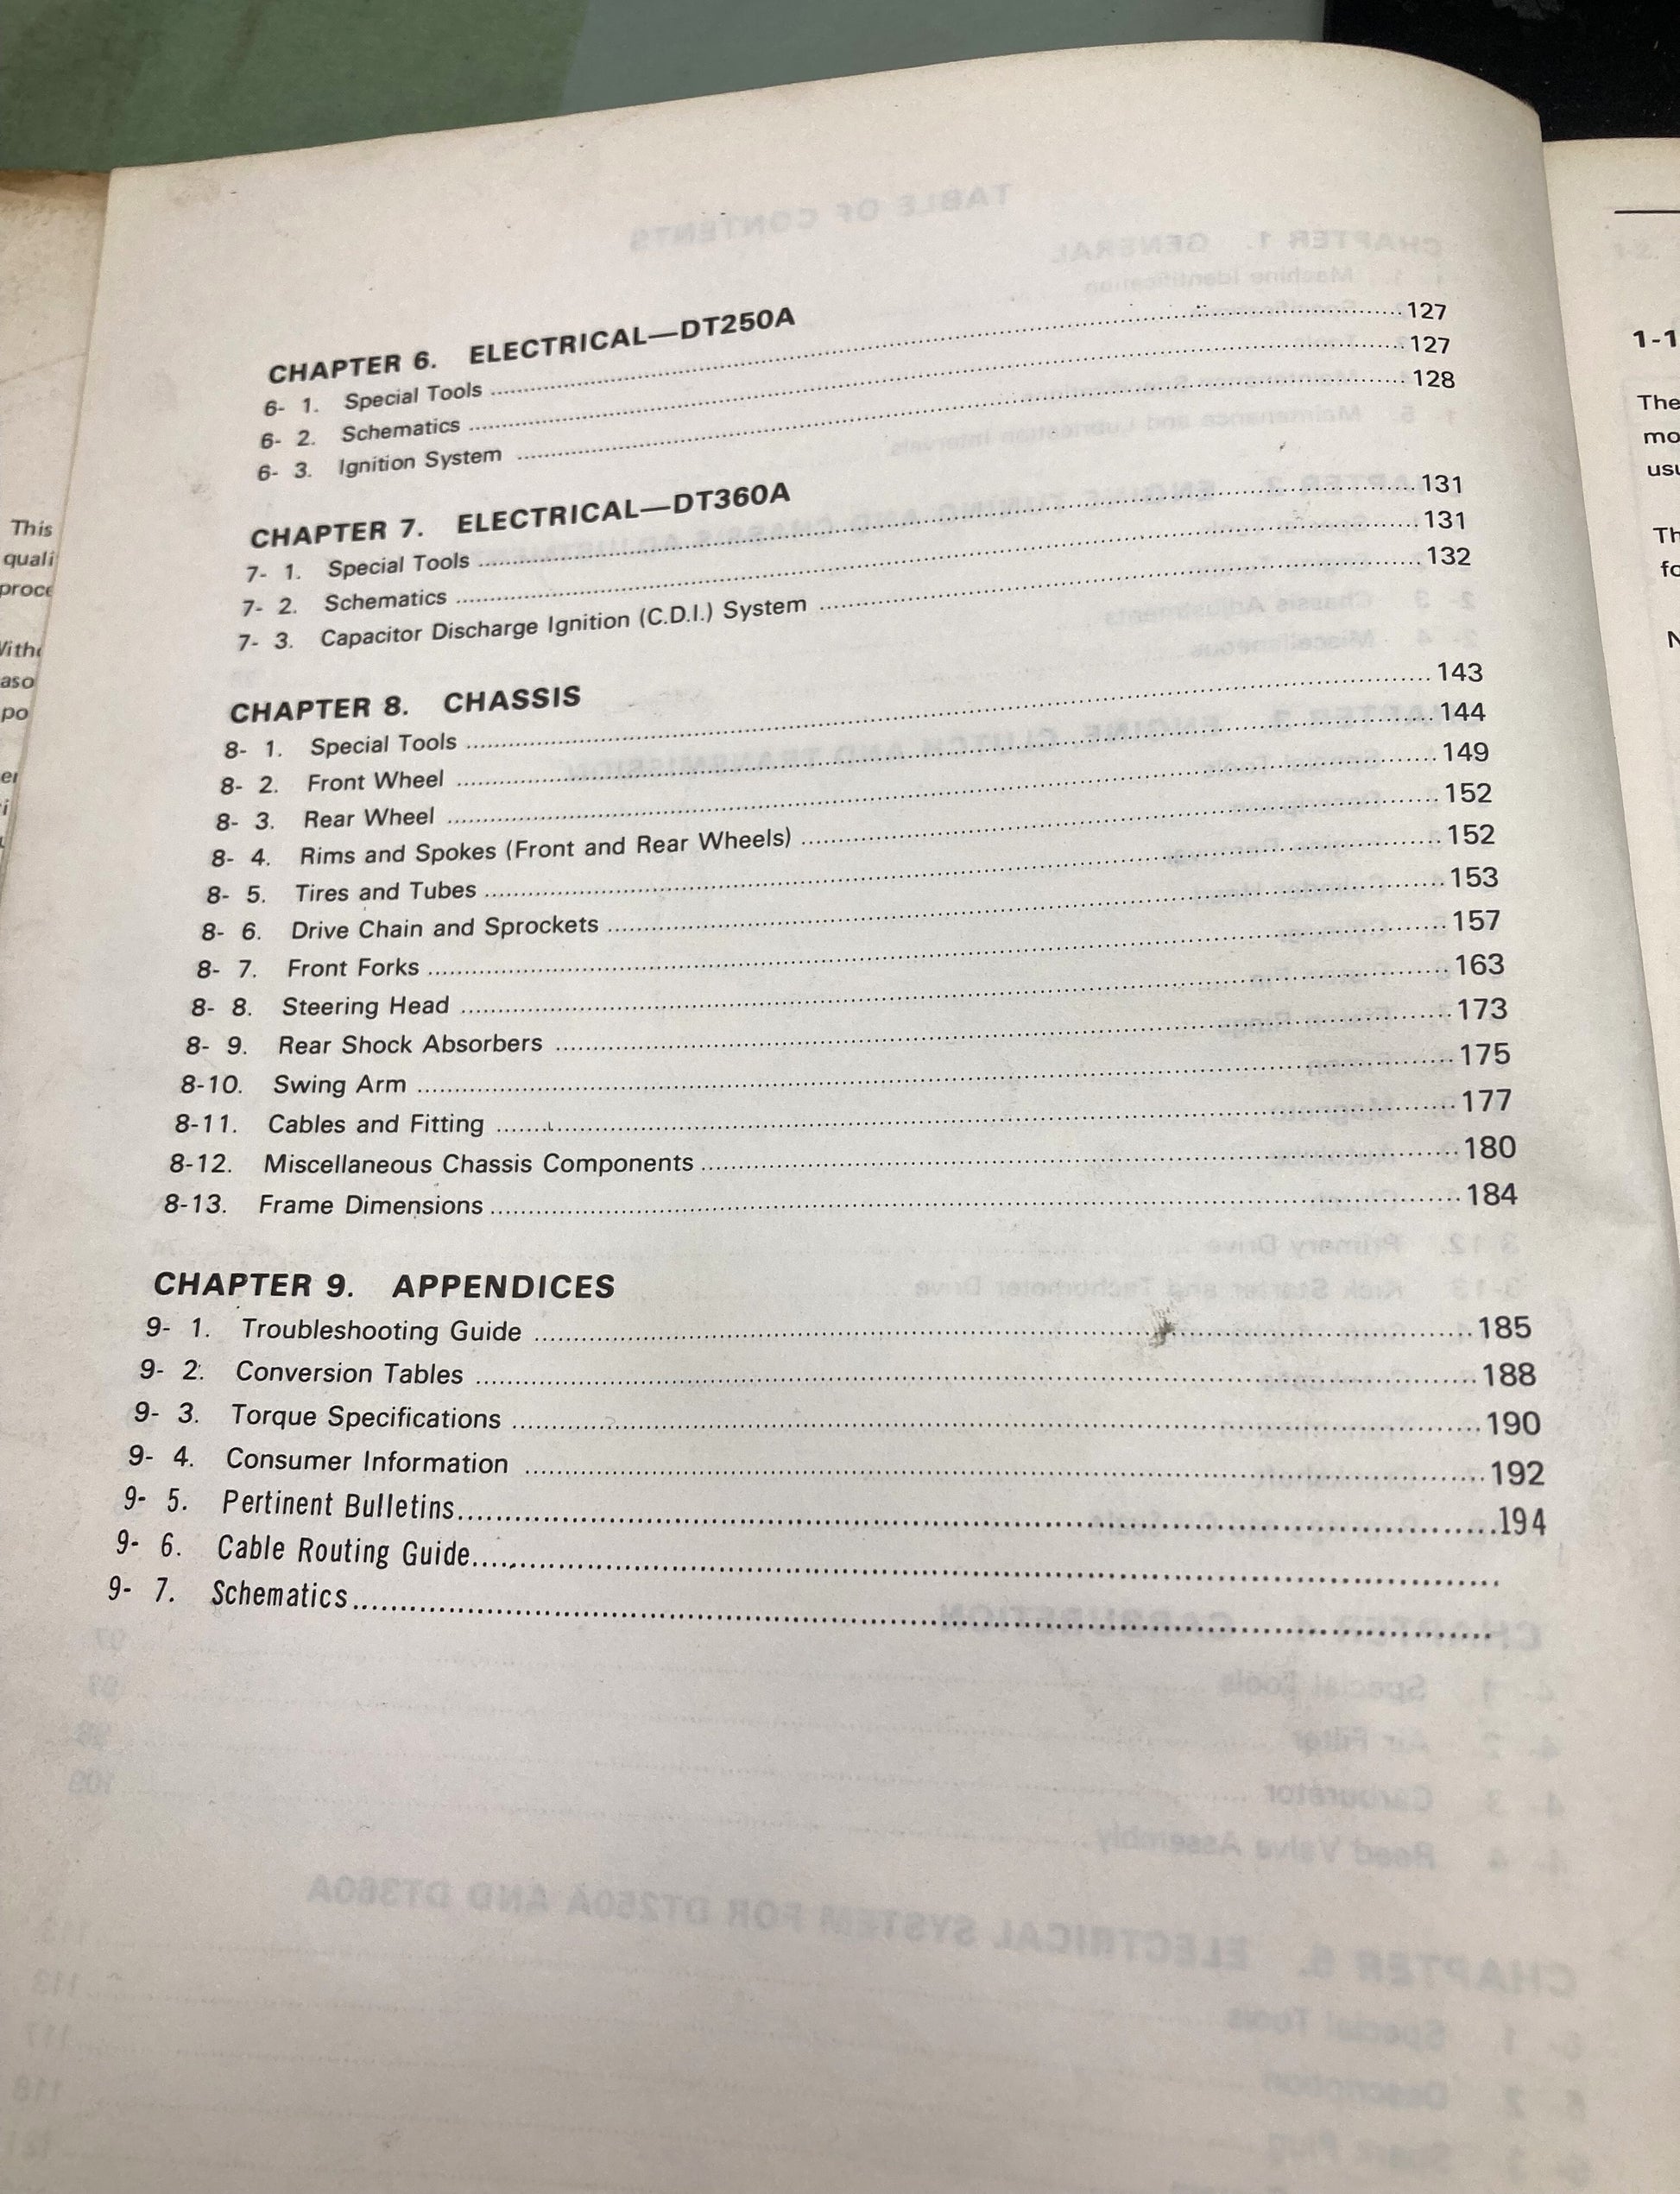 CHAPTER 6. ELECTRICAL—DT250A
6- 1. Special Tools ........ 127
6- 2. Schematics ........ 127
6- 3. Ignition System ........ 128
CHAPTER 7. ELECTRICAL—DT360A
7- 1. Special Tools ........ 131
7- 2. Schematics ........ 131
7- 3. Capacitor Discharge Ignition (C.D.I.) System ........ 132
CHAPTER 8. CHASSIS
8- 1. Special Tools ........ 143
8- 2. Front Wheel ........ 144
8- 3. Rear Wheel ........ 149
8- 4. Rims and Spokes (Front and Rear Wheels) ........ 152
8- 5. Tires and Tubes ........ 152
8- 6. Drive Chain and Sprockets ........ 153
8- 7. Front Forks ........ 157
8- 8. Steering Head ........ 163
8- 9. Rear Shock Absorbers ........ 173
8-10. Swing Arm ........ 175
8-11. Cables and Fitting ........ 177
8-12. Miscellaneous Chassis Components ........ 180
8-13. Frame Dimensions ........ 184
CHAPTER 9. APPENDICES
9- 1. Troubleshooting Guide ........ 185
9- 2. Conversion Tables ........ 188
9- 3. Torque Specifications ........ 190
9- 4. Consumer Information ........ 192
9- 5. Pertinent Bulletins ........ 194
9- 6. Cable Routing Guide ........
9- 7. Schematics ........
This
The